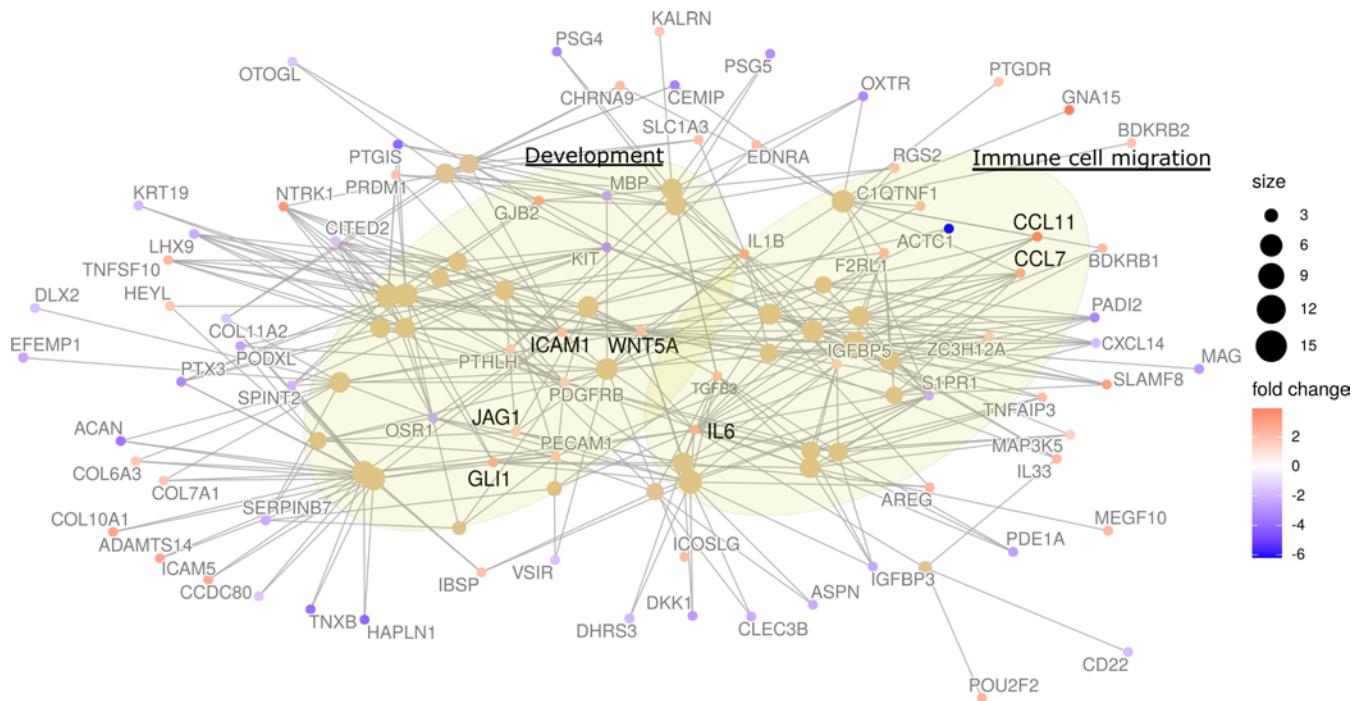 KALRN
PSG4
PSG5
OTOGL
CHRNA9
CEMIP
OXTR
PTGDR
GNA15
SLC1A3
BDKRB2
PTGIS
Development
EDNRA
RGS2
Immune cell migration
PRDM1
MBP
C1QTNF1
KRT19
NTRK1
GJB2
CITED2
IL1B
ACTC1
CCL11
LHX9
KIT
F2RL1
CCL7
BDKRB1
TNFSF10
HEYL
DLX2
PADI2
COL11A2
ICAM1
WNT5A
EFEMP1
PODXL
PTHLH
IGFBP5
ZC3H12A
CXCL14
MAG
PTX3
SPINT2
PDGFRB
TGFB3
S1PR1
SLAMF8
ACAN
OSR1
JAG1
IL6
TNFAIP3
PECAM1
MAP3K5
COL6A3
IL33
COL7A1
GLI1
AREG
SERPINB7
MEGF10
COL10A1
ADAMTS14
ICOSLG
PDE1A
ICAM5
IBSP
VSIR
IGFBP3
CCDC80
ASPN
TNXB
DKK1
HAPLN1
DHRS3
CLEC3B
CD22
POU2F2
size
3
6
9
12
15
fold change
2
0
-2
-4
-6